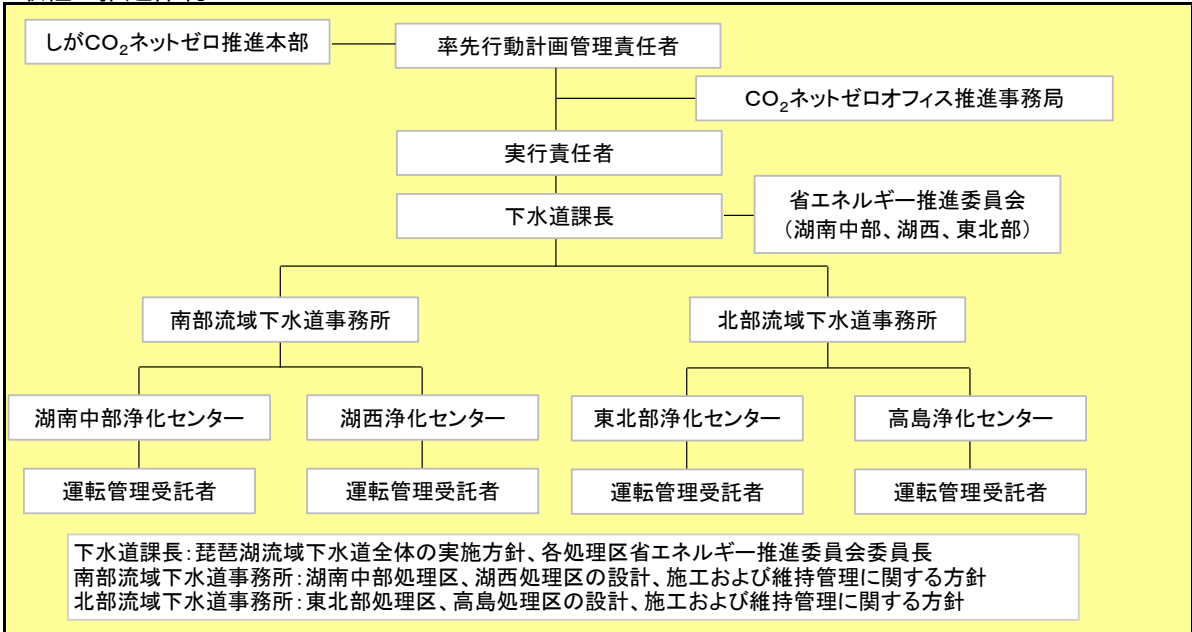 しがCO₂ネットゼロ推進本部
率先行動計画管理責任者
CO₂ネットゼロオフィス推進事務局
実行責任者
下水道課長
省エネルギー推進委員会
（湖南中部、湖西、東北部）
南部流域下水道事務所
北部流域下水道事務所
湖南中部浄化センター
湖西浄化センター
東北部浄化センター
高島浄化センター
運転管理受託者
運転管理受託者
運転管理受託者
運転管理受託者
下水道課長：琵琶湖流域下水道全体の実施方針、各処理区省エネルギー推進委員会委員長
南部流域下水道事務所：湖南中部処理区、湖西処理区の設計、施工および維持管理に関する方針
北部流域下水道事務所：東北部処理区、高島処理区の設計、施工および維持管理に関する方針